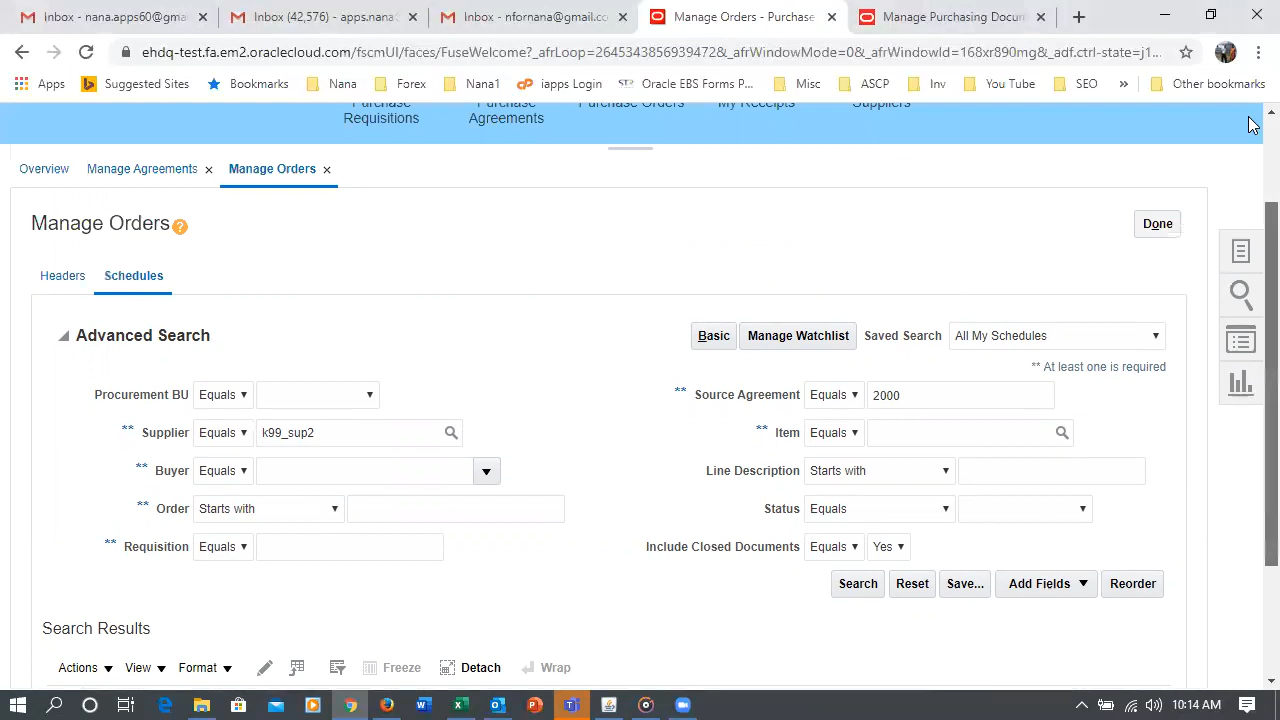 Inbox - nana.apps60@gma
Inbox (42,576) - apps.nara
Inbox - nfornana@gmail.co
Manage Orders - Purchase
Manage Purchasing Docum
ehdq-test.fa.em2.oraclecloud.com/fscmUI/faces/FuseWelcome?_afrLoop=264534385693947​2&_afrWindowMode=0&_afrWindowId=168xr890mg&_adf.ctrl-state=j1...
Apps Suggested Sites Bookmarks Nana Forex Nana1 iapps Login Oracle EBS Forms P... Misc ASCP Inv You Tube SEO » Other bookmarks
Purchase Purchase Purchase Orders My Receipts Suppliers
Requisitions Agreements
Overview Manage Agreements Manage Orders
Manage Orders ? Done
Headers Schedules
Advanced Search Basic Manage Watchlist Saved Search All My Schedules
** At least one is required
Procurement BU Equals ** Source Agreement Equals 2000
** Supplier Equals k99_sup2 ** Item Equals
** Buyer Equals Line Description Starts with
** Order Starts with Status Equals
** Requisition Equals Include Closed Documents Equals Yes
Search Reset Save... Add Fields Reorder
Search Results
Actions View Format Freeze Detach Wrap
10:14 AM